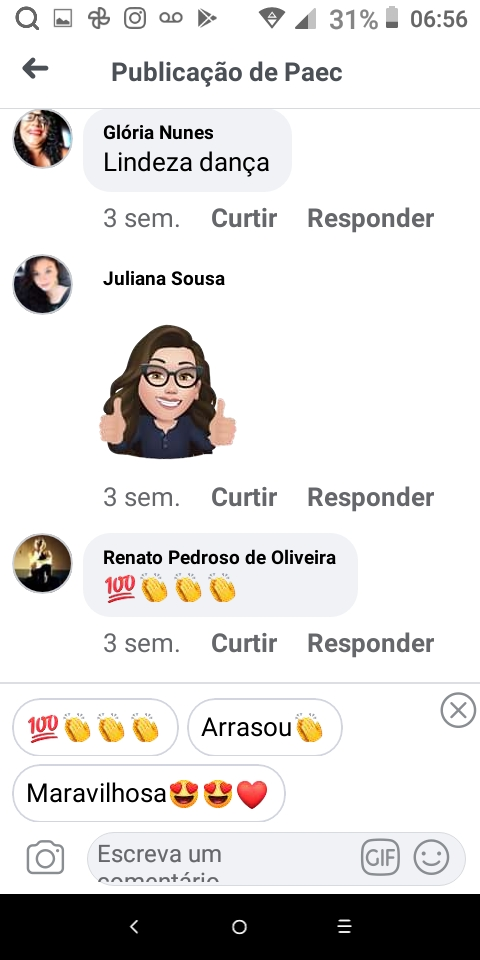 31% 06:56
Publicação de Paec
Glória Nunes
Lindeza dança
3 sem. Curtir Responder
Juliana Sousa
3 sem. Curtir Responder
Renato Pedroso de Oliveira
💯👏👏👏
3 sem. Curtir Responder
💯👏👏👏 Arrasou👏
Maravilhosa😍😍❤️
Escreva um
comentário
GIF